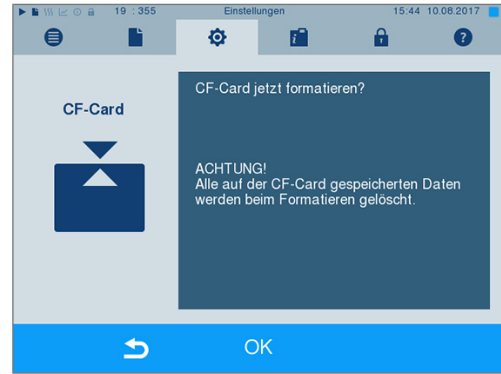 19 : 355 Einstellungen 15:44 10.08.2017
CF-Card
CF-Card jetzt formatieren?
ACHTUNG!
Alle auf der CF-Card gespeicherten Daten
werden beim Formatieren gelöscht.
OK